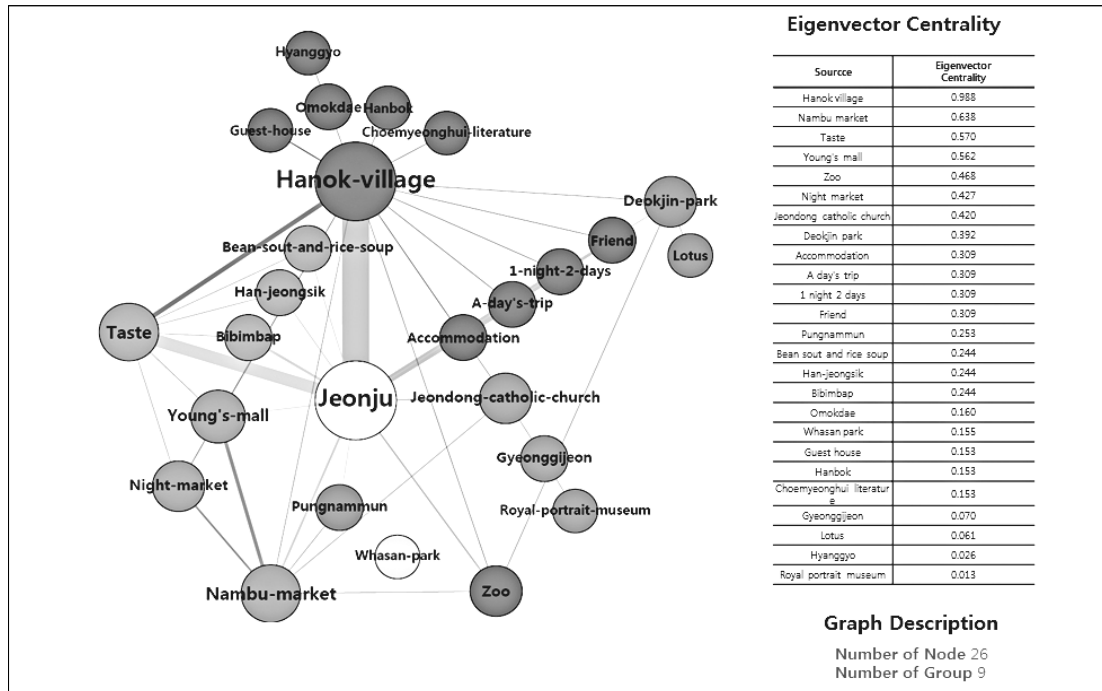 Hyanggyo
Omokdae
Hanbok
Guest-house
Choemyeonghui-literature
Hanok-village
Deokjin-park
Bean-sout-and-rice-soup
Friend
Lotus
1-night-2-days
Han-jeongsik
A-day's-trip
Taste
Bibimbap
Accommodation
Jeonju
Jeondong-catholic-church
Young's-mall
Gyeonggijeon
Night-market
Pungnammun
Royal-portrait-museum
Whasan-park
Nambu-market
Zoo
Eigenvector Centrality
Sourcce Eigenvector
Centrality
Hanok village 0.988
Nambu market 0.638
Taste 0.570
Young's mall 0.562
Zoo 0.468
Night market 0.427
Jeondong catholic church 0.420
Deokjin park 0.392
Accommodation 0.309
A day's trip 0.309
1 night 2 days 0.309
Friend 0.309
Pungnammun 0.253
Bean sout and rice soup 0.244
Han-jeongsik 0.244
Bibimbap 0.244
Omokdae 0.160
Whasan park 0.155
Guest house 0.153
Hanbok 0.153
Choemyeonghui literatur
e 0.153
Gyeonggijeon 0.070
Lotus 0.061
Hyanggyo 0.026
Royal portrait museum 0.013
Graph Description
Number of Node 26
Number of Group 9